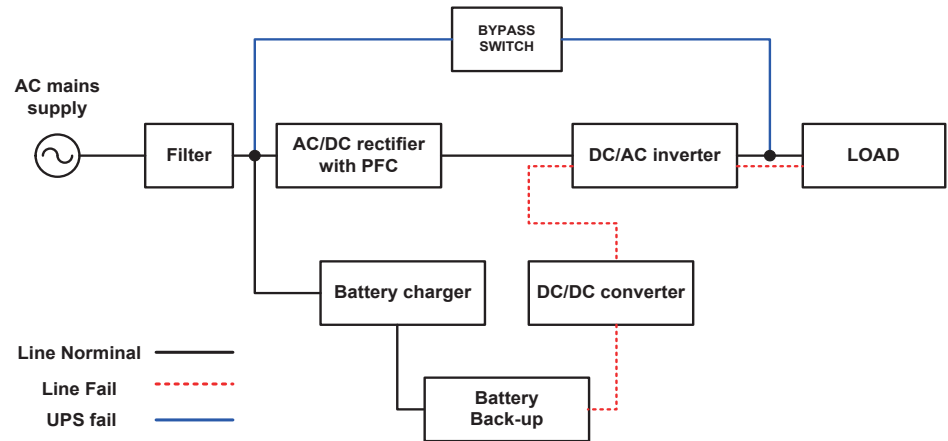 BYPASS
SWITCH
AC mains
supply
Filter
AC/DC rectifier
with PFC
DC/AC inverter
LOAD
Battery charger
DC/DC converter
Line Norminal
Line Fail
UPS fail
Battery
Back-up